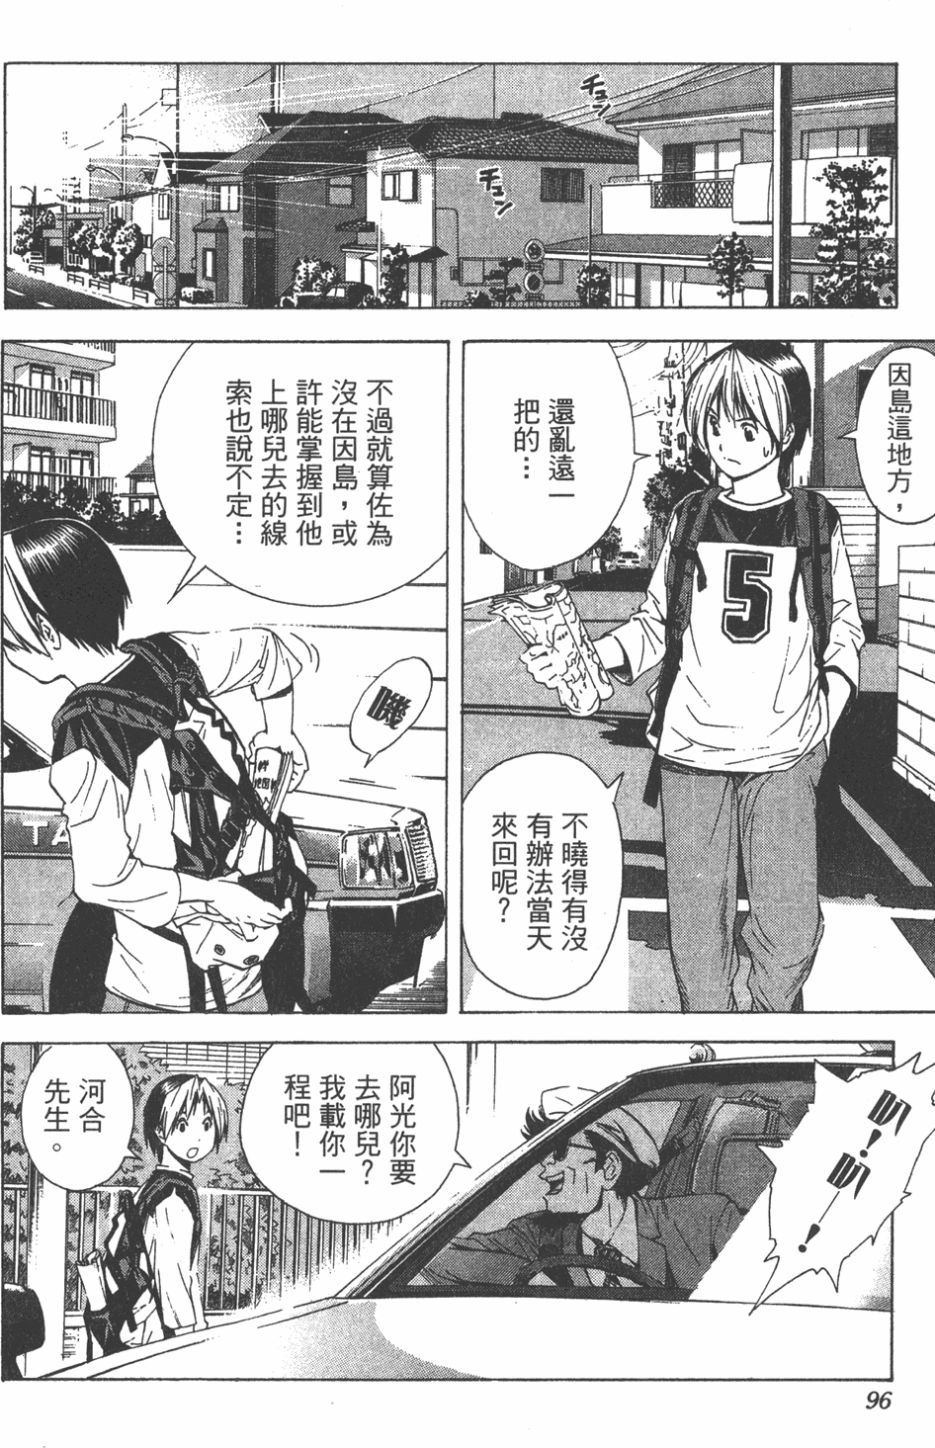 チュン
チュン
因島這地方，
還亂遠一
把的…
不曉得有沒
有辦法當天
來回呢？
5
不過就算佐為
沒在因島，或
許能掌握到他
上哪兒去的線
索也說不定…
嘰
地圖
TA
叭！叭—！
阿光你要
去哪兒？
我載你一
程吧！
河合
先生。
96